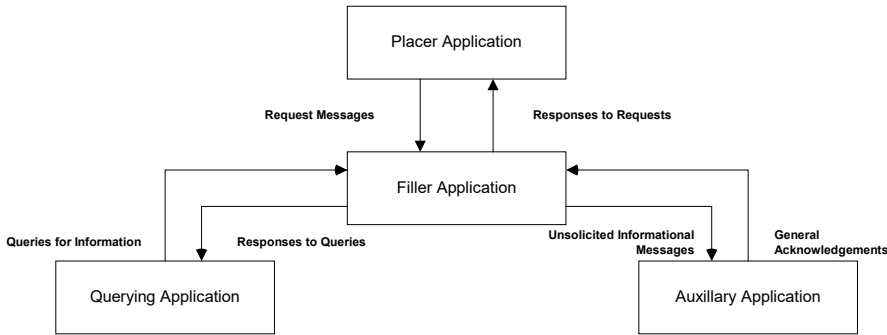 Placer Application
Request Messages
Responses to Requests
Filler Application
Queries for Information
Responses to Queries
Unsolicited Informational
Messages
General
Acknowledgements
Querying Application
Auxillary Application